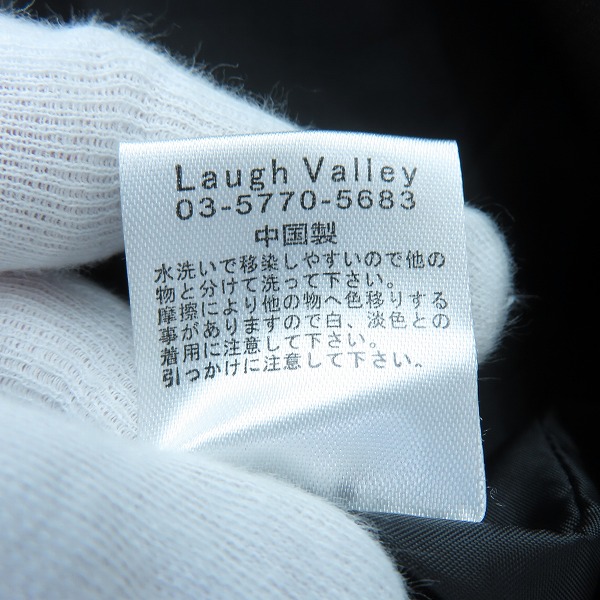 Laugh Valley
03-5770-5683
中国製
水洗いで移染しやすいので他の
物と分けて洗って下さい。
摩擦により他の物へ色移りする
事がありますので白、淡色との
着用に注意して下さい。
引っかけに注意して下さい。